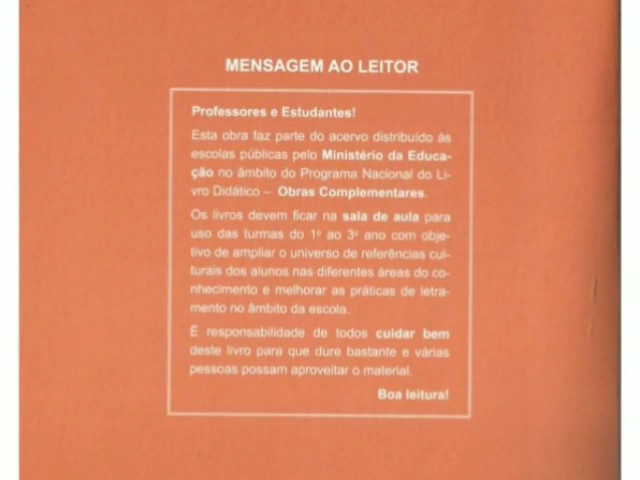 MENSAGEM AO LEITOR
Professores e Estudantes!
Esta obra faz parte do acervo distribuído às
escolas públicas pelo Ministério da Educa-
ção no âmbito do Programa Nacional do Li-
vro Didático – Obras Complementares.
Os livros devem ficar na sala de aula para
uso das turmas do 1º ao 3º ano com obje-
tivo de ampliar o universo de referências cul-
turais dos alunos nas diferentes áreas do co-
nhecimento e melhorar as práticas de letra-
mento no âmbito da escola.
É responsabilidade de todos cuidar bem
deste livro para que dure bastante e várias
pessoas possam aproveitar o material.
Boa leitura!